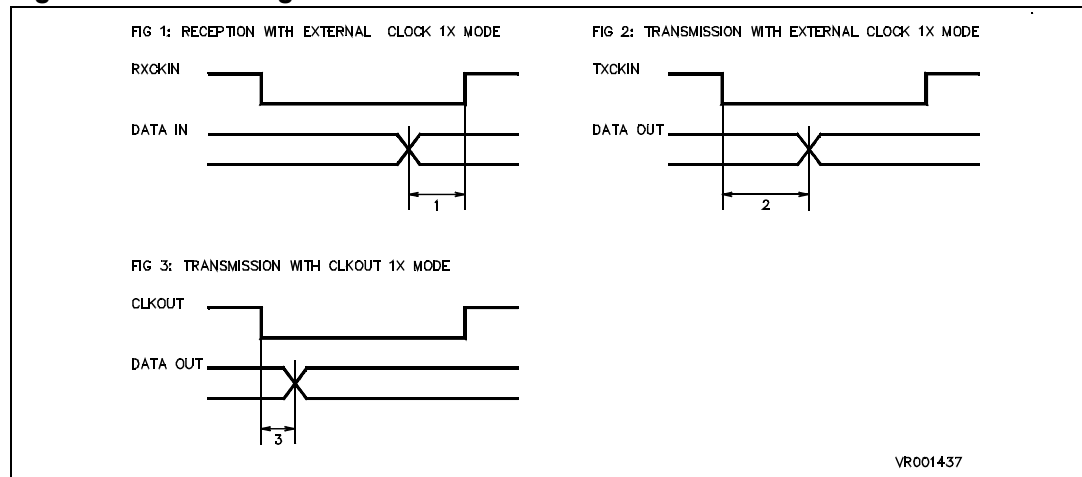 FIG 1: RECEPTION WITH EXTERNAL CLOCK 1X MODE
RXCKIN
DATA IN
1
FIG 2: TRANSMISSION WITH EXTERNAL CLOCK 1X MODE
TXCKIN
DATA OUT
2
FIG 3: TRANSMISSION WITH CLKOUT 1X MODE
CLKOUT
DATA OUT
3
VR001437